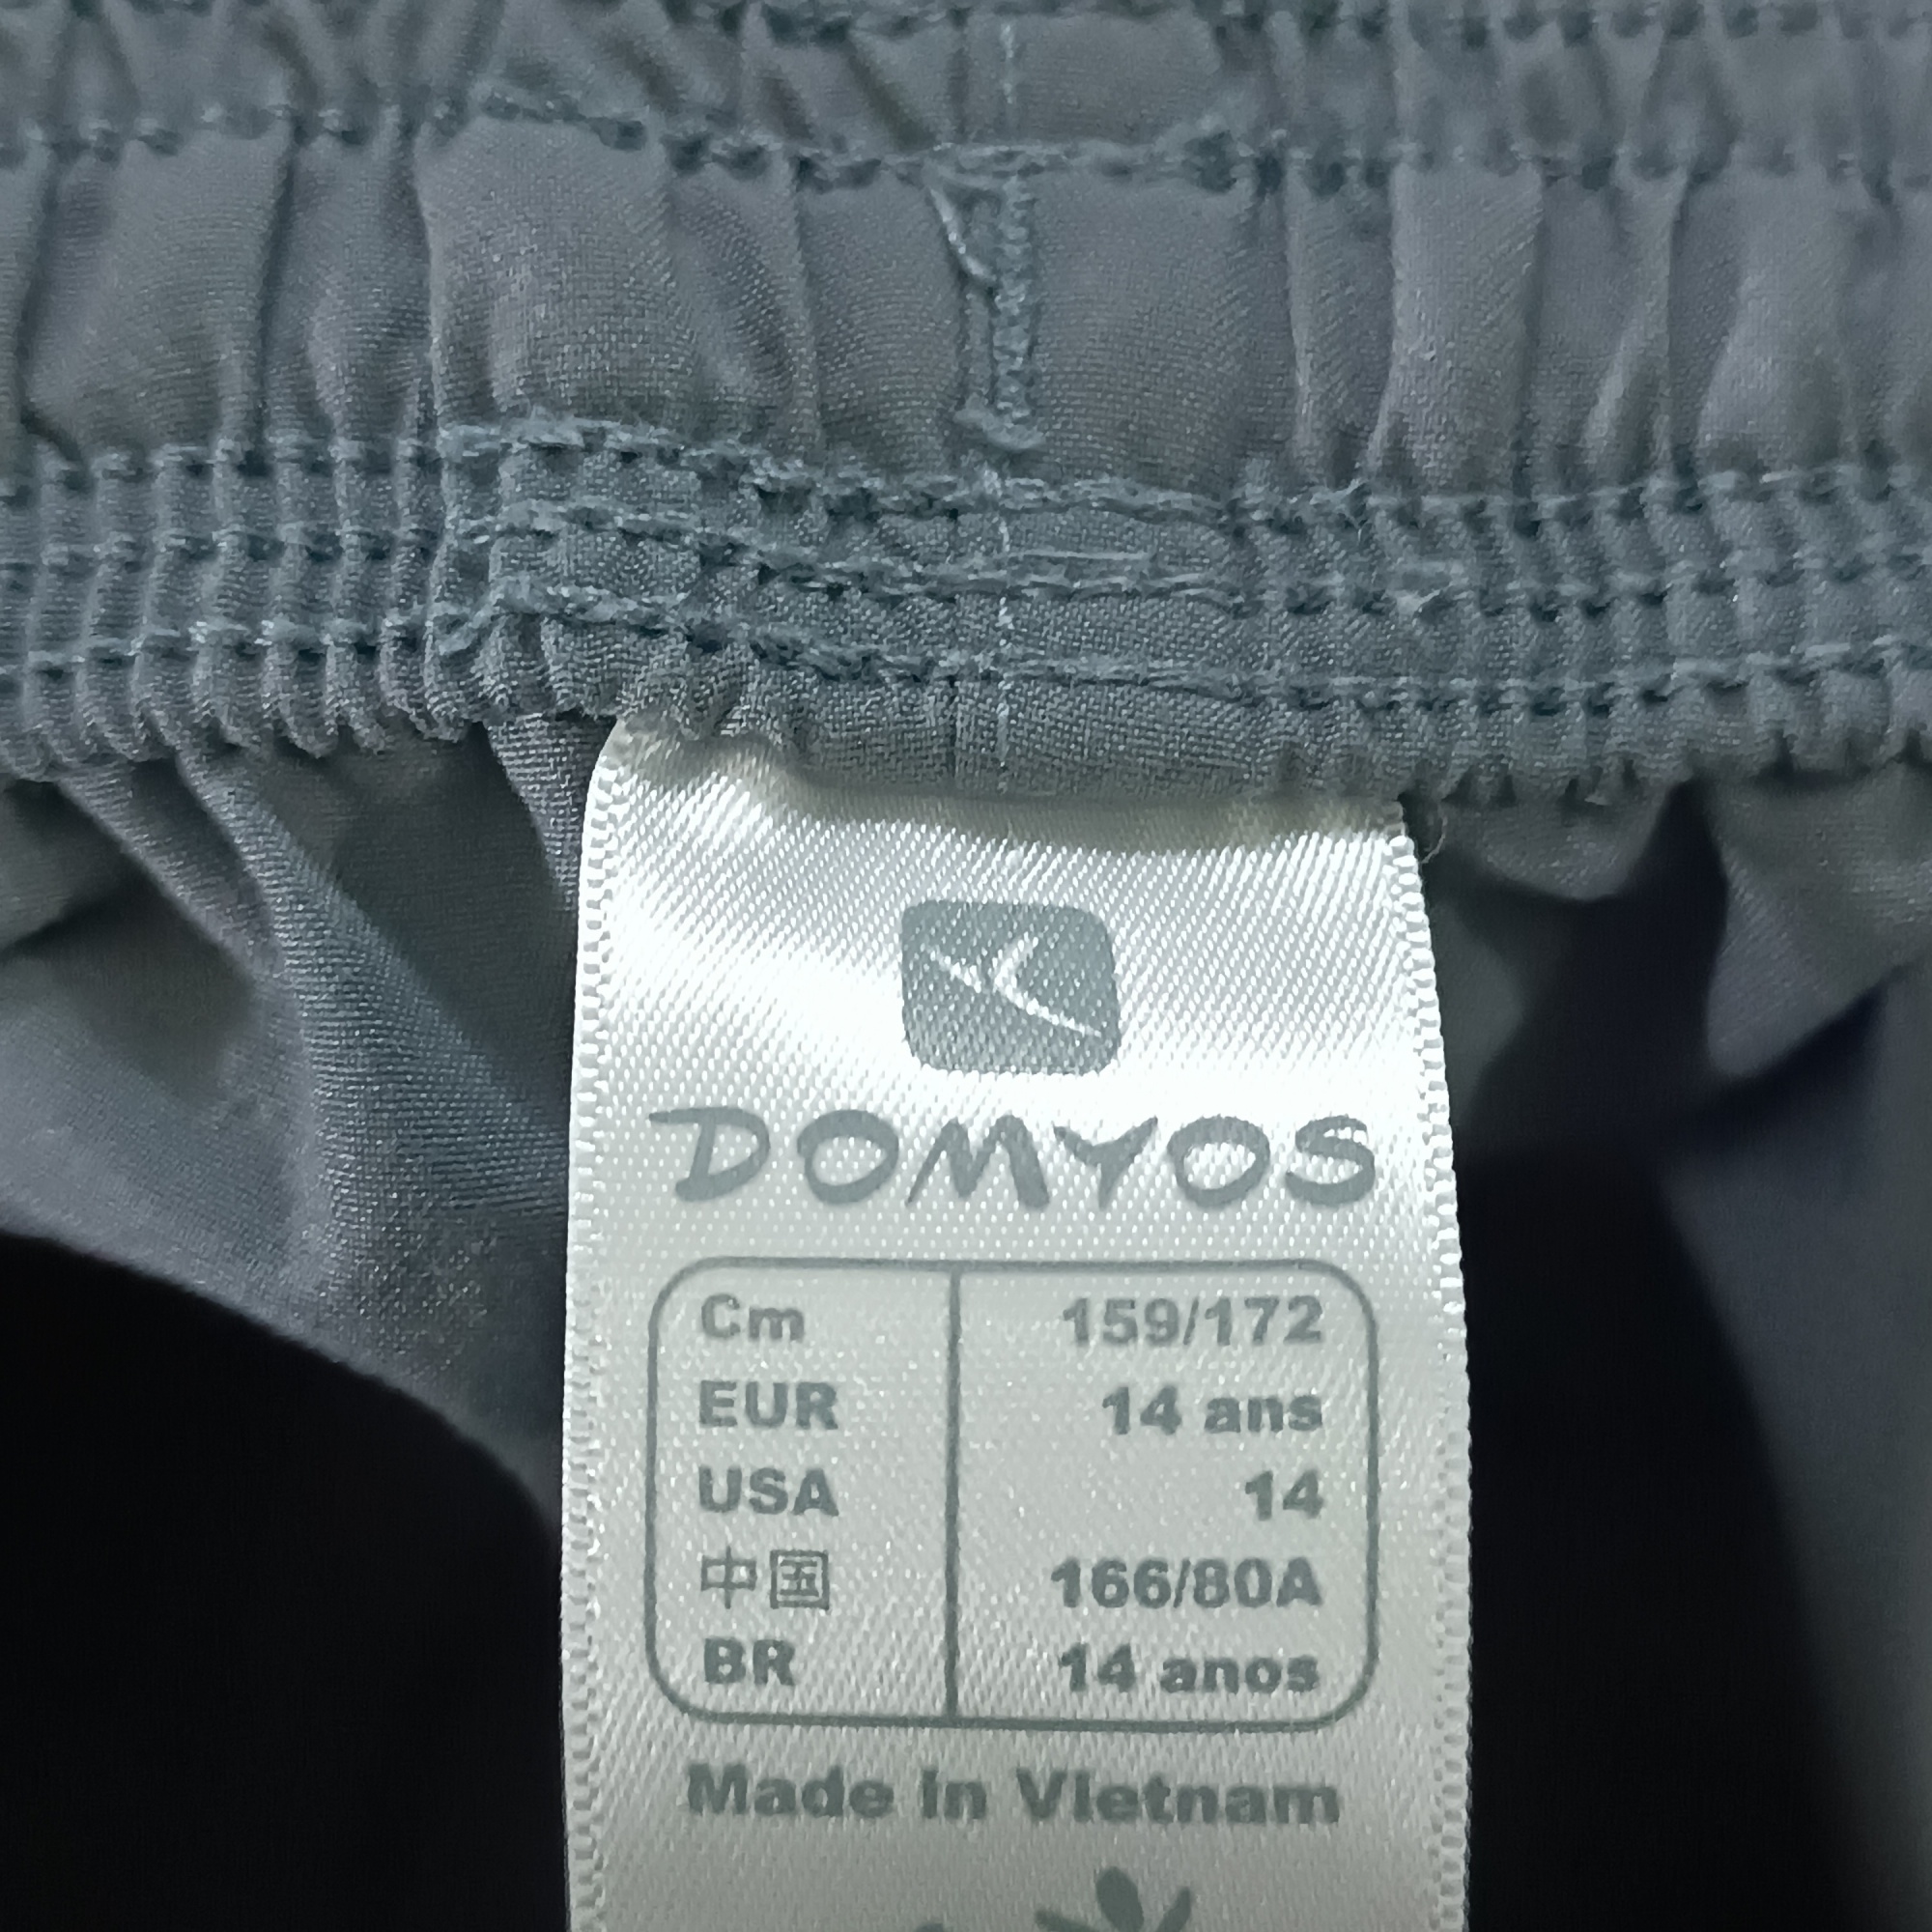 DOMYOS
Cm 159/172
EUR 14 ans
USA 14
中国 166/80A
BR 14 anos
Made in Vietnam